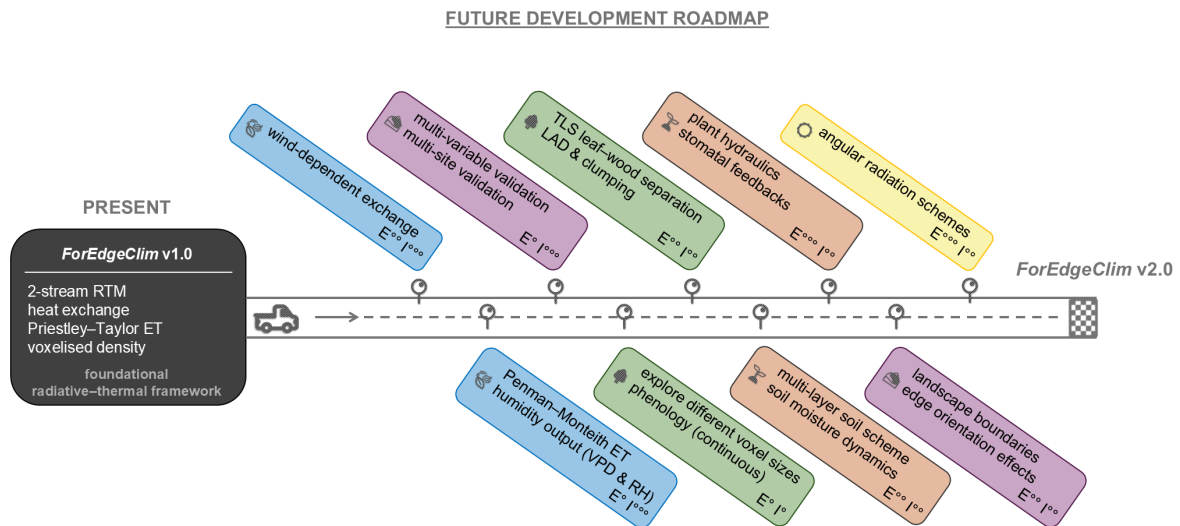 FUTURE DEVELOPMENT ROADMAP
PRESENT
ForEdgeClim v1.0
2-stream RTM
heat exchange
Priestley–Taylor ET
voxelised density
foundational
radiative–thermal framework
wind-dependent exchange
E°° I°°°
multi-variable validation
multi-site validation
E° I°°°
TLS leaf–wood separation
LAD & clumping
E°° I°°
plant hydraulics
stomatal feedbacks
E°°° I°°
angular radiation schemes
E°°° I°°
ForEdgeClim v2.0
Penman–Monteith ET
humidity output (VPD & RH)
E° I°°°
explore different voxel sizes
phenology (continuous)
E° I°
multi-layer soil scheme
soil moisture dynamics
E°° I°°
landscape boundaries
edge orientation effects
E°° I°°